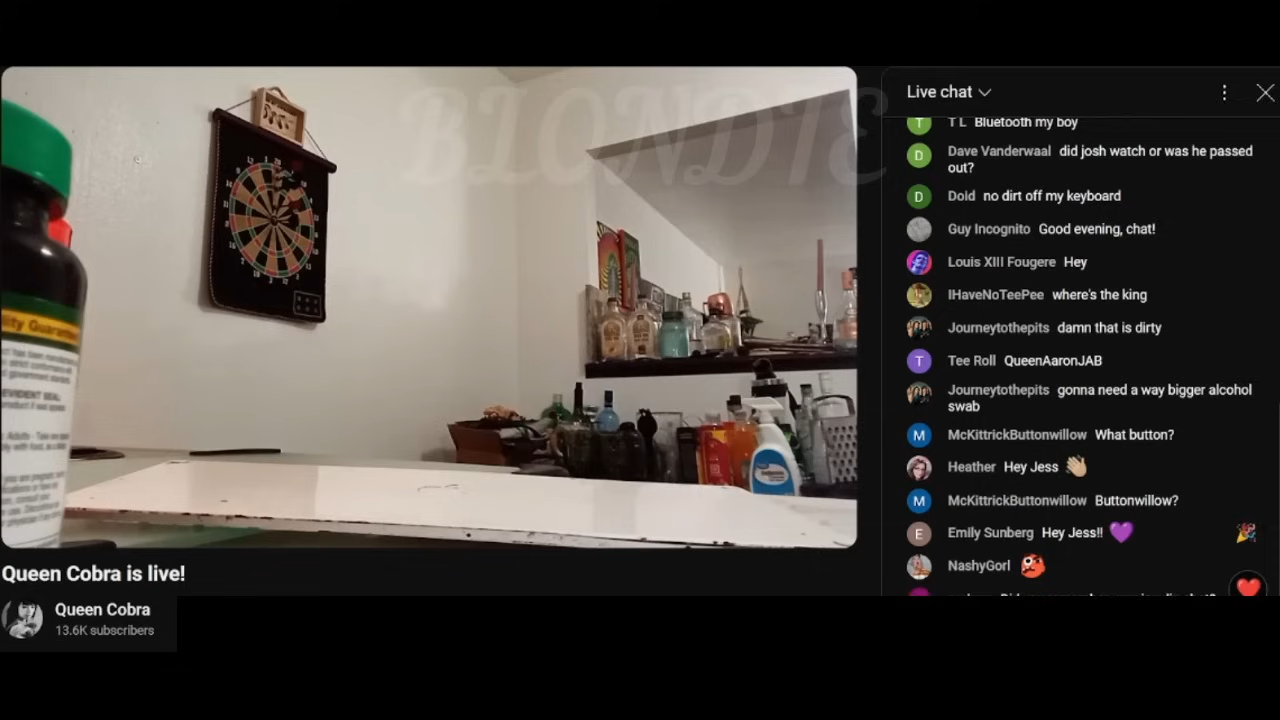 BLONDIE
Live chat
T L Bluetooth my boy
Dave Vanderwaal did josh watch or was he passed
out?
Dold no dirt off my keyboard
Guy Incognito Good evening, chat!
Louis XIII Fougere Hey
IHaveNoTeePee where's the king
Journeytothepits damn that is dirty
Tee Roll QueenAaronJAB
Journeytothepits gonna need a way bigger alcohol
swab
McKittrickButtonwillow What button?
Heather Hey Jess 👋🏼
McKittrickButtonwillow Buttonwillow?
Emily Sunberg Hey Jess!! 💜
NashyGorl
Queen Cobra is live!
Queen Cobra
13.6K subscribers